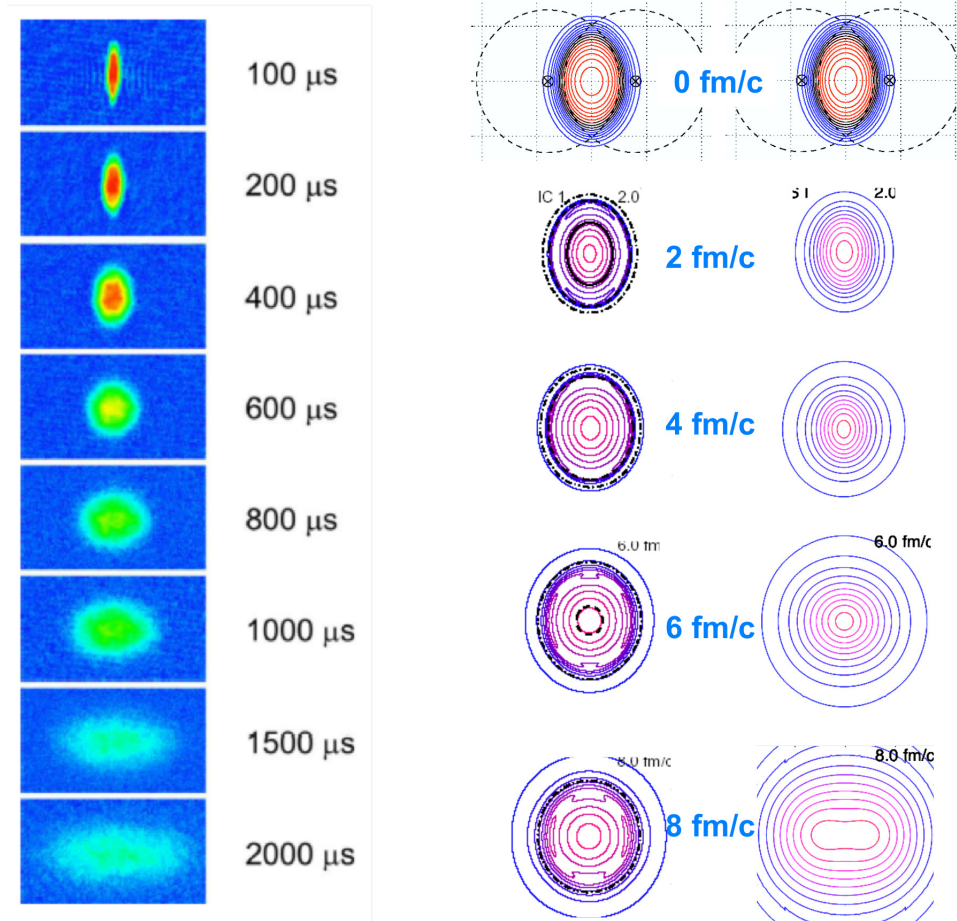 100 μs
200 μs
400 μs
600 μs
800 μs
1000 μs
1500 μs
2000 μs
0 fm/c
IC 1 2.0
2 fm/c
2.0
4 fm/c
6.0 fm
6 fm/c
6.0 fm/c
8.0 fm/c
8 fm/c
8.0 fm/c